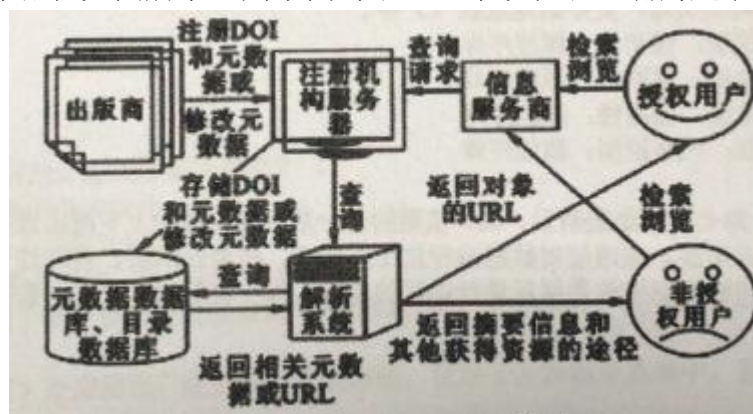 注册DOI
和元数
据或
修改元
数据
出版商
注册机
构服务
器
查询
请求
信息
服务商
检索
浏览
授权用户
存储DOI
和元数据或
修改元数据
查询
返回对象
的URL
检索
浏览
元数据数据
库、目录
数据库
查询
解析
系统
返回相关元数
据或URL
返回摘要信息和
其他获得资源的途径
非授
权用户